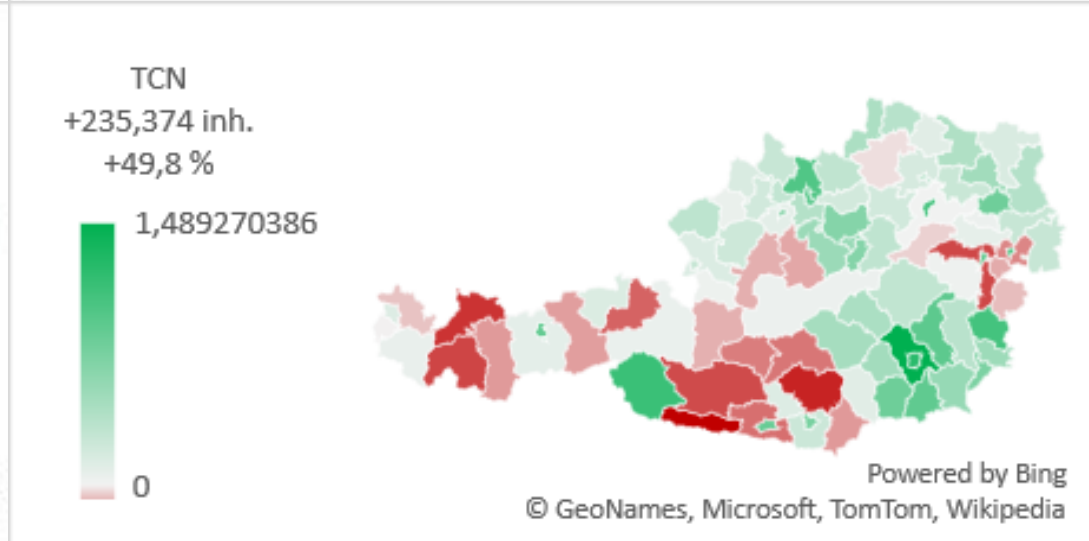 TCN
+235,374 inh.
+49,8 %
1,489270386
0
Powered by Bing
© GeoNames, Microsoft, TomTom, Wikipedia